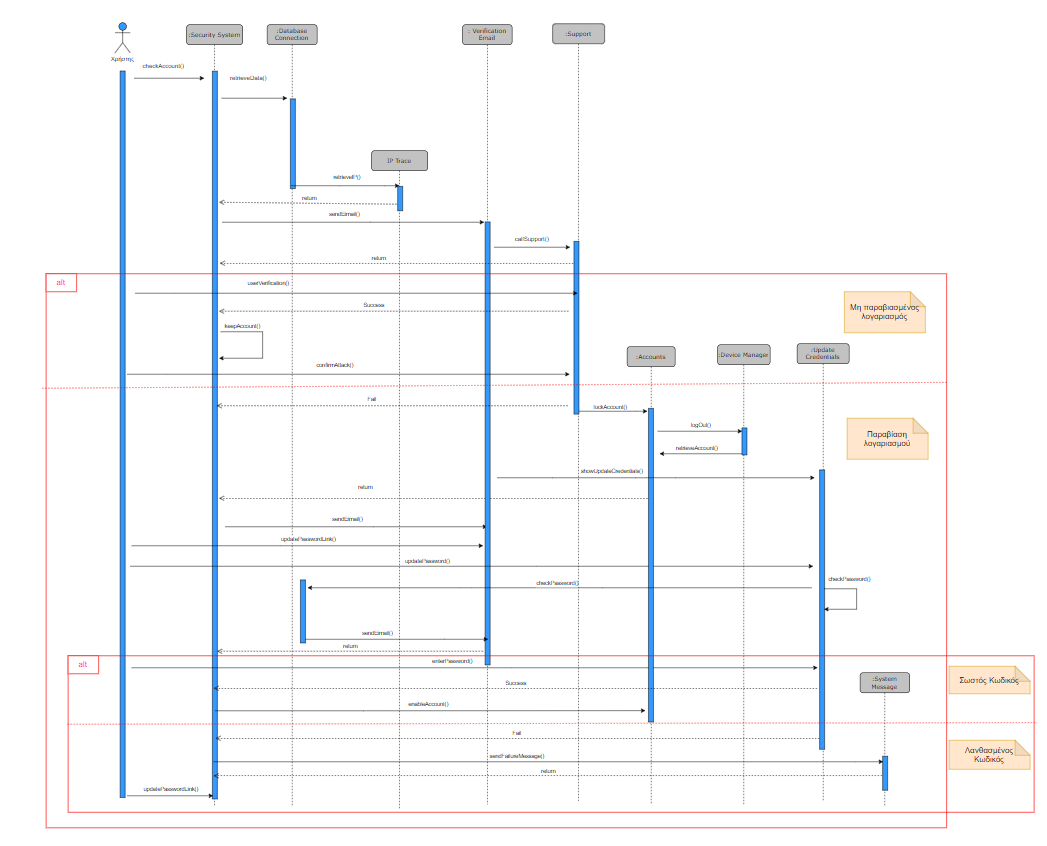 :Security System
:Database
Connection
: Verification
Email
:Support
Χρήστης
checkAccount()
retrieveData()
IP Trace
retrieveIP()
return
sendEmail()
callSupport()
return
alt
userVerification()
Μη παραβιασμένος
λογαριασμός
Success
keepAccount()
:Accounts
:Device Manager
:Update
Credentials
confirmAttack()
Fail
lockAccount()
logOut()
Παραβίαση
λογαριασμού
retrieveAccount()
showUpdateCredentials()
return
sendEmail()
updatePasswordLink()
updatePassword()
checkPassword()
checkPassword()
sendEmail()
return
alt
enterPassword()
:System
Message
Σωστός Κωδικός
Success
enableAccount()
Fail
Λανθασμένος
Κωδικός
sendFailureMessage()
return
updatePasswordLink()